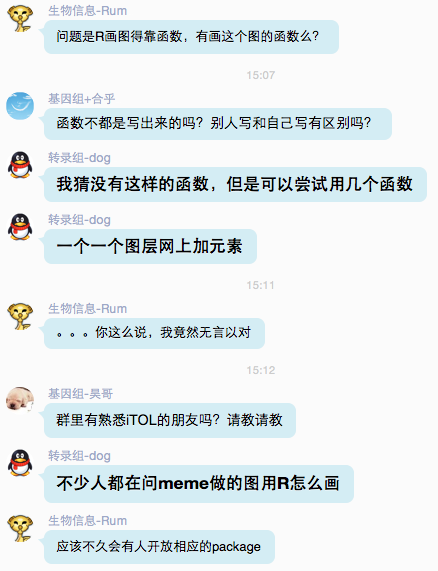 生物信息-Rum
问题是R画图得靠函数，有画这个图的函数么？
15:07
基因组+合乎
函数不都是写出来的吗？别人写和自己写有区别吗？
转录组-dog
我猜没有这样的函数，但是可以尝试用几个函数
转录组-dog
一个一个图层网上加元素
15:11
生物信息-Rum
。。。你这么说，我竟然无言以对
15:12
基因组-昊哥
群里有熟悉iTOL的朋友吗？请教请教
转录组-dog
不少人都在问meme做的图用R怎么画
生物信息-Rum
应该不久会有人开放相应的package